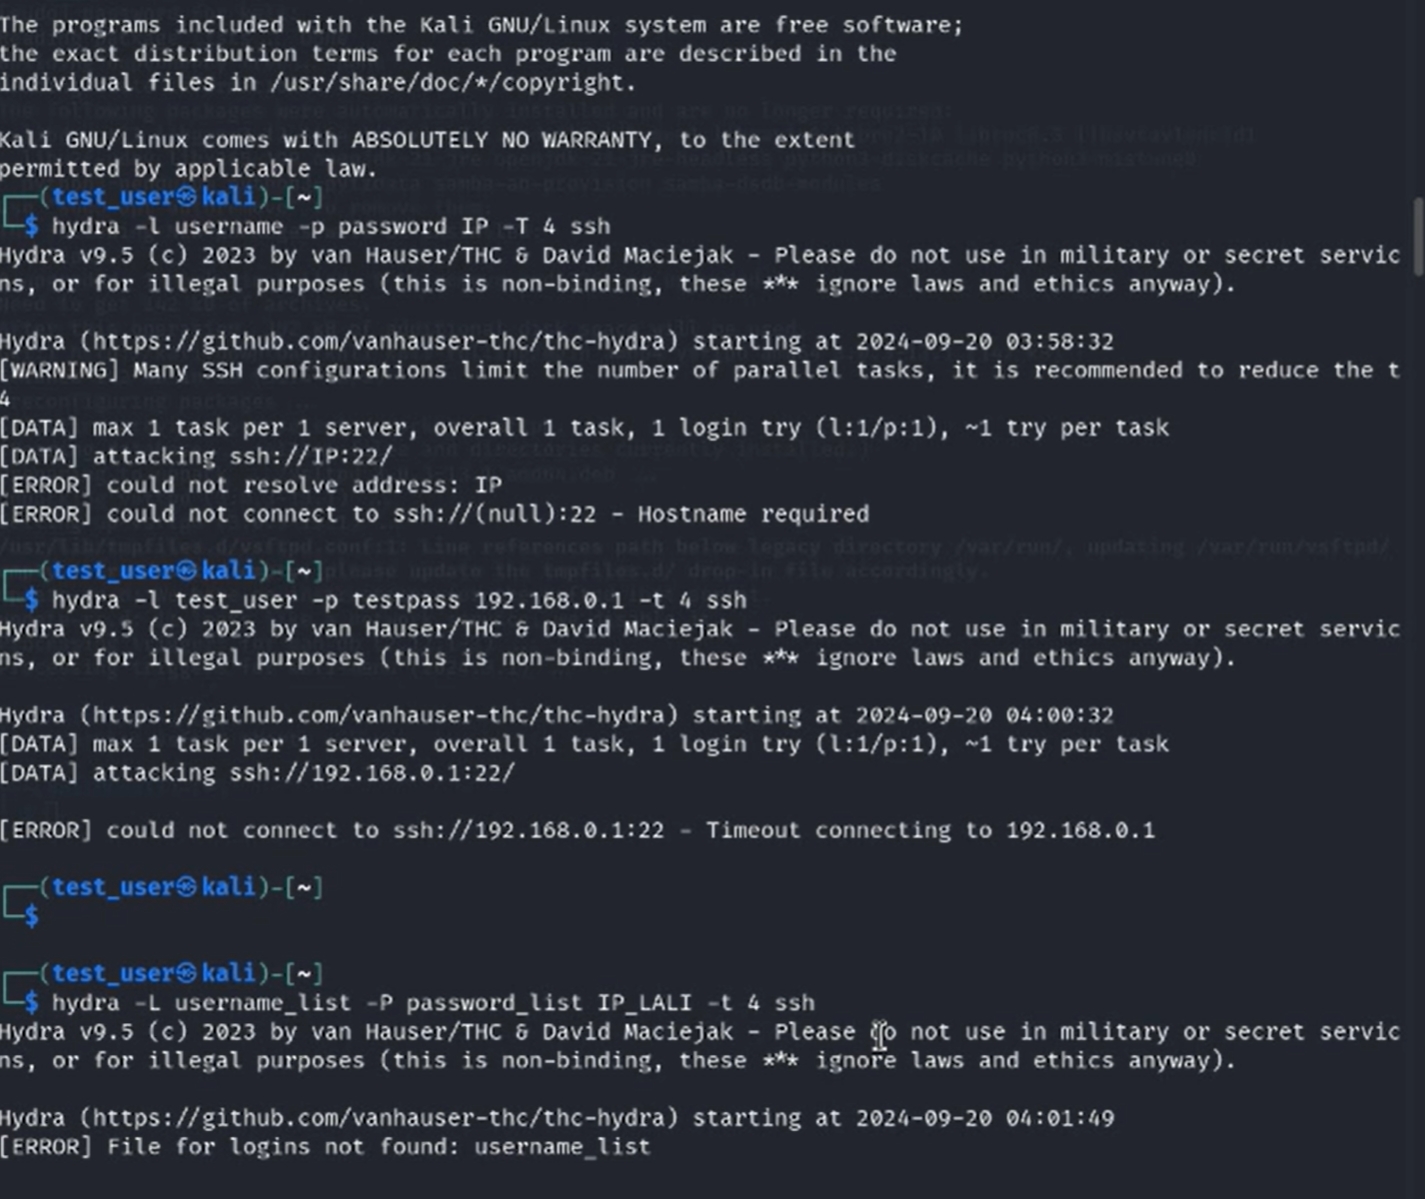 The programs included with the Kali GNU/Linux system are free software;
the exact distribution terms for each program are described in the
individual files in /usr/share/doc/*/copyright.
Kali GNU/Linux comes with ABSOLUTELY NO WARRANTY, to the extent
permitted by applicable law.
┌──(test_user㉿kali)-[~]
└─$ hydra -l username -p password IP -T 4 ssh
Hydra v9.5 (c) 2023 by van Hauser/THC & David Maciejak - Please do not use in military or secret servic
ns, or for illegal purposes (this is non-binding, these *** ignore laws and ethics anyway).
Hydra (https://github.com/vanhauser-thc/thc-hydra) starting at 2024-09-20 03:58:32
[WARNING] Many SSH configurations limit the number of parallel tasks, it is recommended to reduce the t
4
[DATA] max 1 task per 1 server, overall 1 task, 1 login try (l:1/p:1), ~1 try per task
[DATA] attacking ssh://IP:22/
[ERROR] could not resolve address: IP
[ERROR] could not connect to ssh://(null):22 - Hostname required
┌──(test_user㉿kali)-[~]
└─$ hydra -l test_user -p testpass 192.168.0.1 -t 4 ssh
Hydra v9.5 (c) 2023 by van Hauser/THC & David Maciejak - Please do not use in military or secret servic
ns, or for illegal purposes (this is non-binding, these *** ignore laws and ethics anyway).
Hydra (https://github.com/vanhauser-thc/thc-hydra) starting at 2024-09-20 04:00:32
[DATA] max 1 task per 1 server, overall 1 task, 1 login try (l:1/p:1), ~1 try per task
[DATA] attacking ssh://192.168.0.1:22/
[ERROR] could not connect to ssh://192.168.0.1:22 - Timeout connecting to 192.168.0.1
┌──(test_user㉿kali)-[~]
└─$
┌──(test_user㉿kali)-[~]
└─$ hydra -L username_list -P password_list IP_LALI -t 4 ssh
Hydra v9.5 (c) 2023 by van Hauser/THC & David Maciejak - Please do not use in military or secret servic
ns, or for illegal purposes (this is non-binding, these *** ignore laws and ethics anyway).
Hydra (https://github.com/vanhauser-thc/thc-hydra) starting at 2024-09-20 04:01:49
[ERROR] File for logins not found: username_list